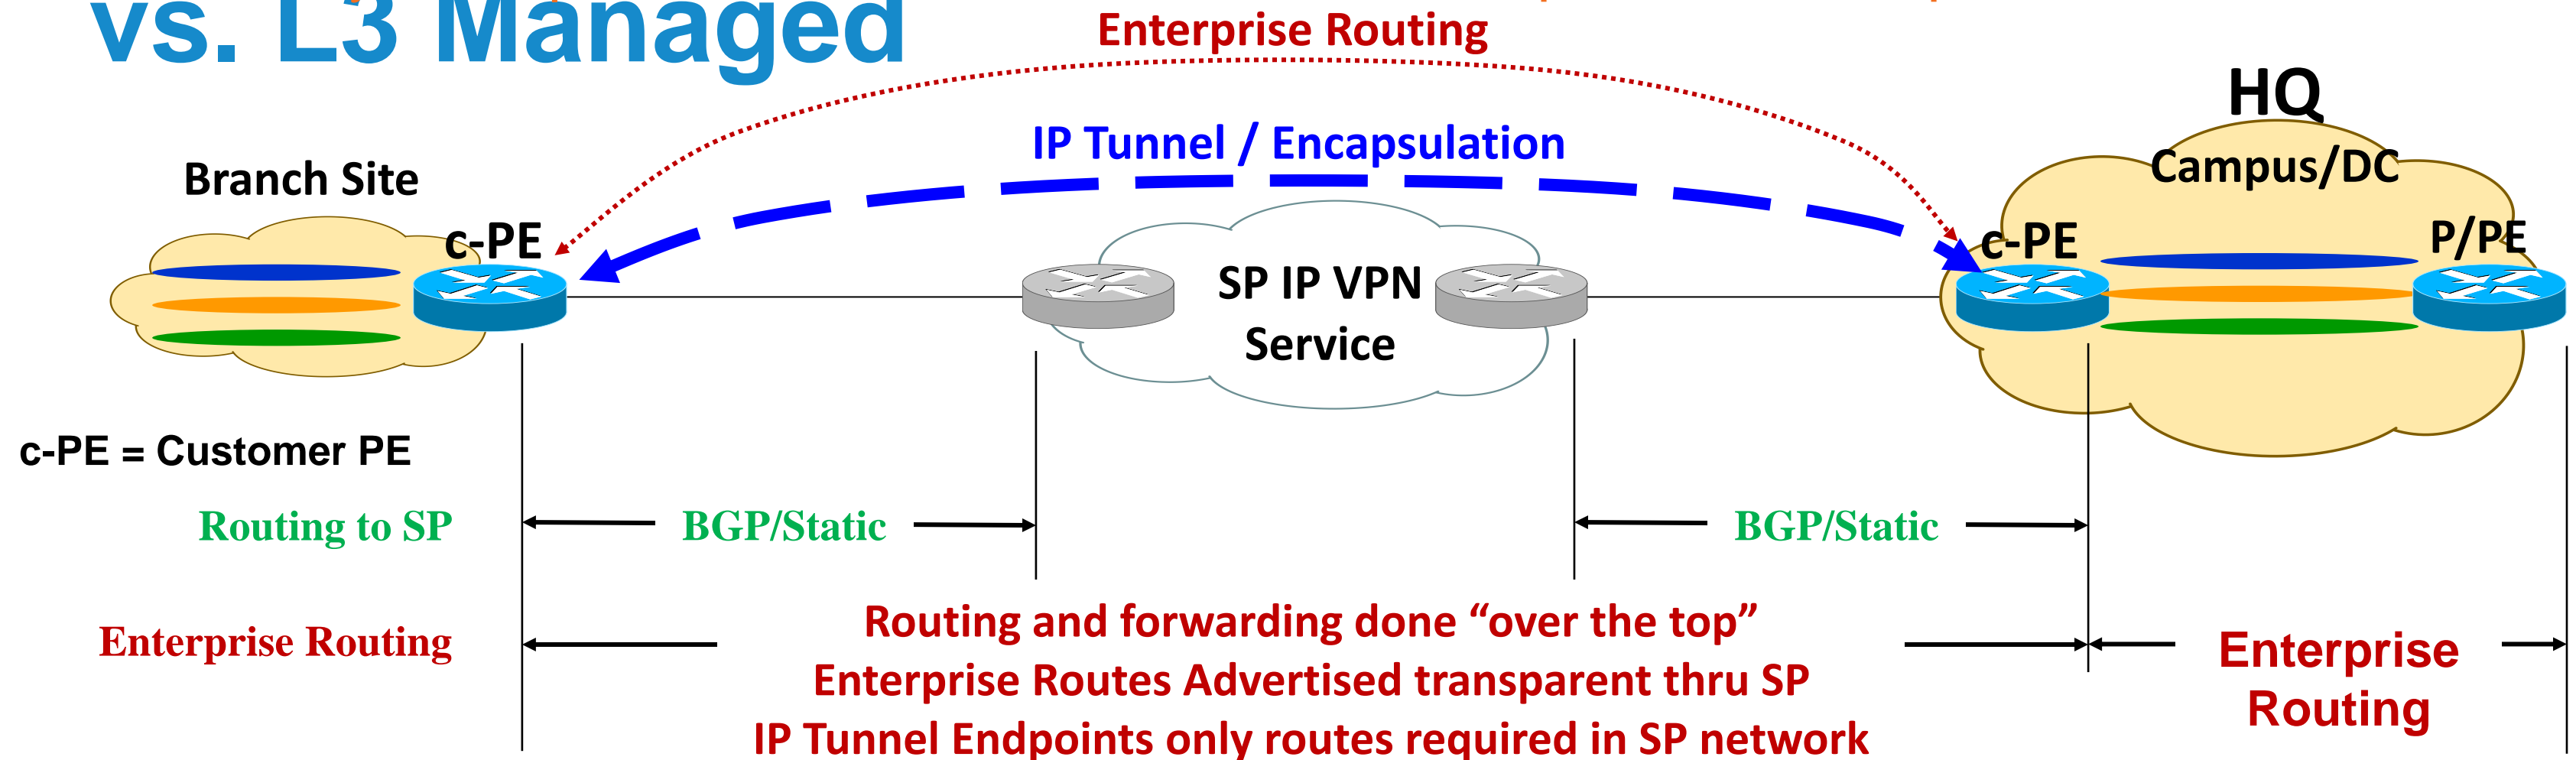 vs. L3 Managed
Enterprise Routing
HQ
IP Tunnel / Encapsulation
Campus/DC
Branch Site
c-PE
c-PE
P/PE
SP IP VPN
Service
c-PE = Customer PE
Routing to SP
BGP/Static
BGP/Static
Enterprise Routing
Routing and forwarding done “over the top”
Enterprise Routes Advertised transparent thru SP
IP Tunnel Endpoints only routes required in SP network
Enterprise
Routing